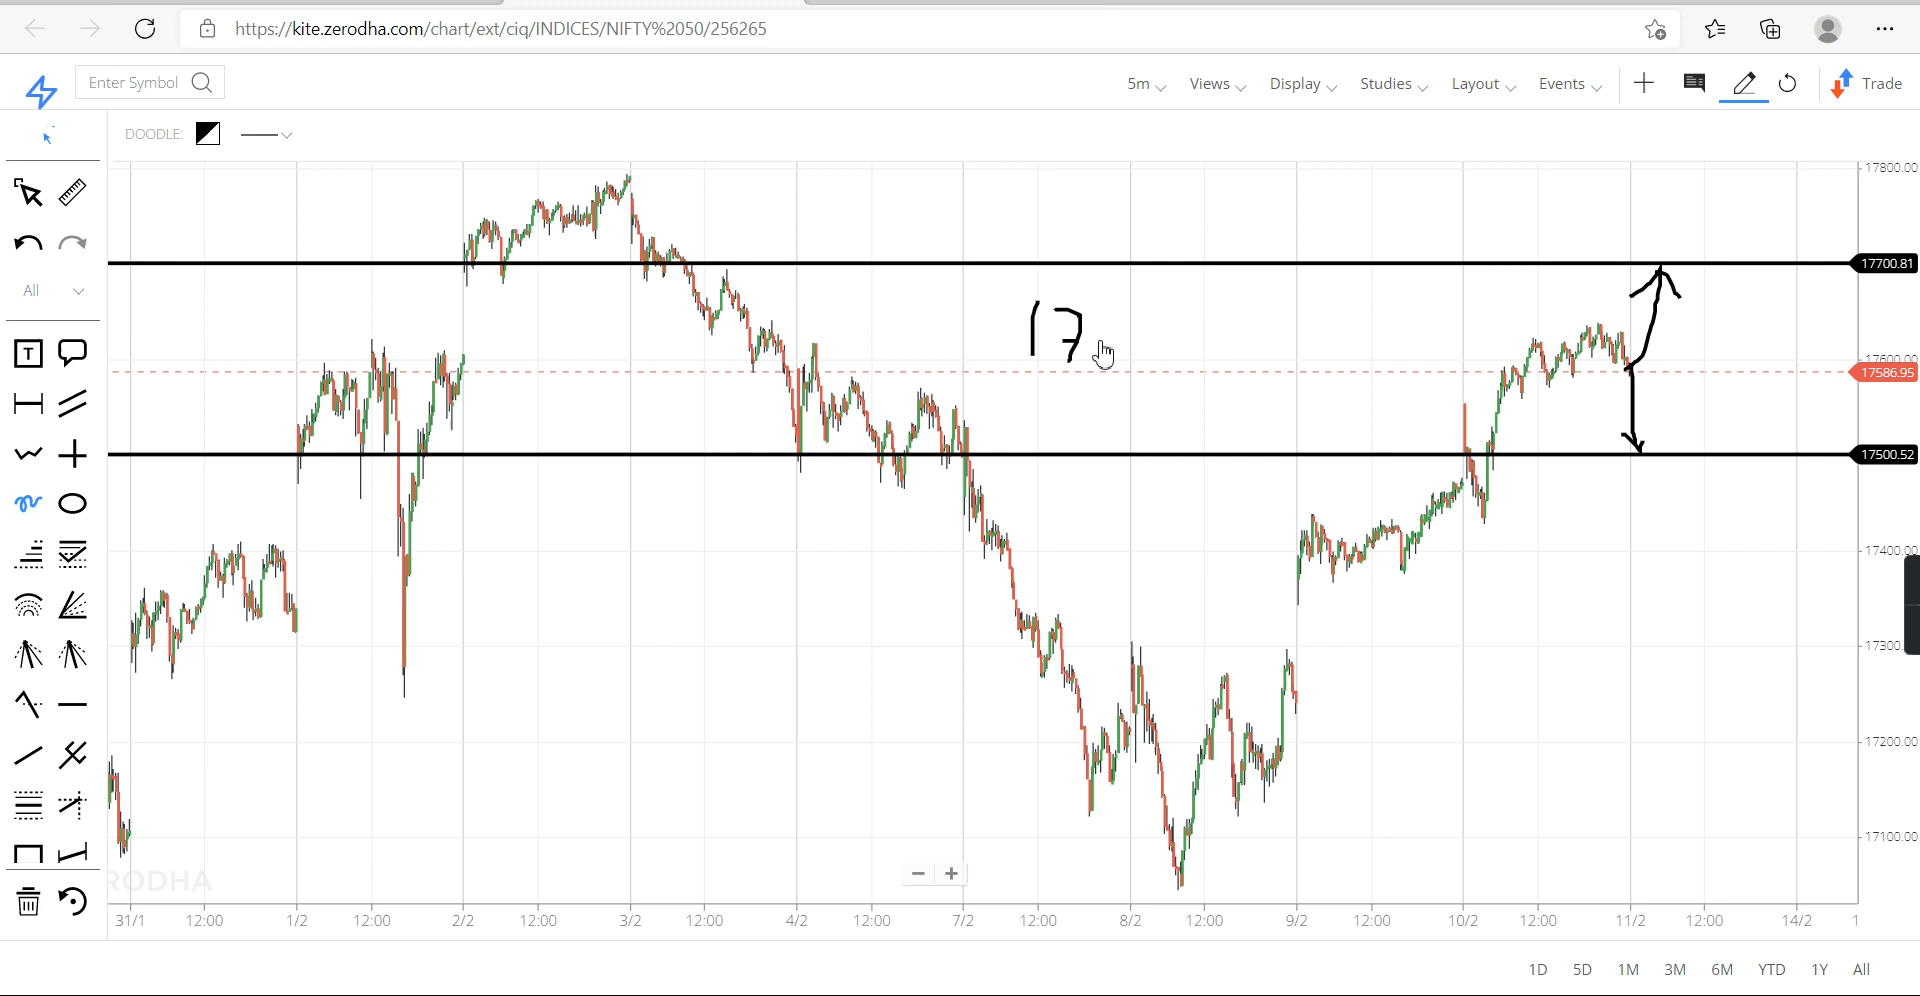 https://kite.zerodha.com/chart/ext/ciq/INDICES/NIFTY%2050/256265
Enter Symbol
5m
Views
Display
Studies
Layout
Events
Trade
DOODLE:
All
T
17
17800.00
17700.81
17600.00
17586.95
17500.52
17400.00
17300.
17200.00
17100.00
RODHA
31/1 12:00 1/2 12:00 2/2 12:00 3/2 12:00 4/2 12:00 7/2 12:00 8/2 12:00 9/2 12:00 10/2 12:00 11/2 12:00 14/2 1
1D 5D 1M 3M 6M YTD 1Y All